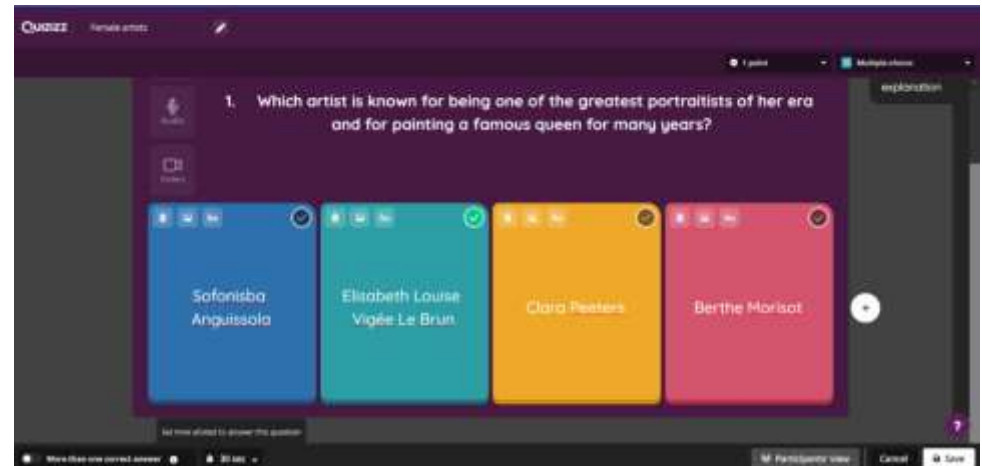 Quizizz Female artists
1 point Multiple choice
explanation
1. Which artist is known for being one of the greatest portraitists of her era
and for painting a famous queen for many years?
Audio
Sofonisba
Anguissola
Elisabeth Louise
Vigée Le Brun
Clara Peeters
Berthe Morisot
+
?
More than one correct answer
30 sec
Participants' view
Cancel
Save